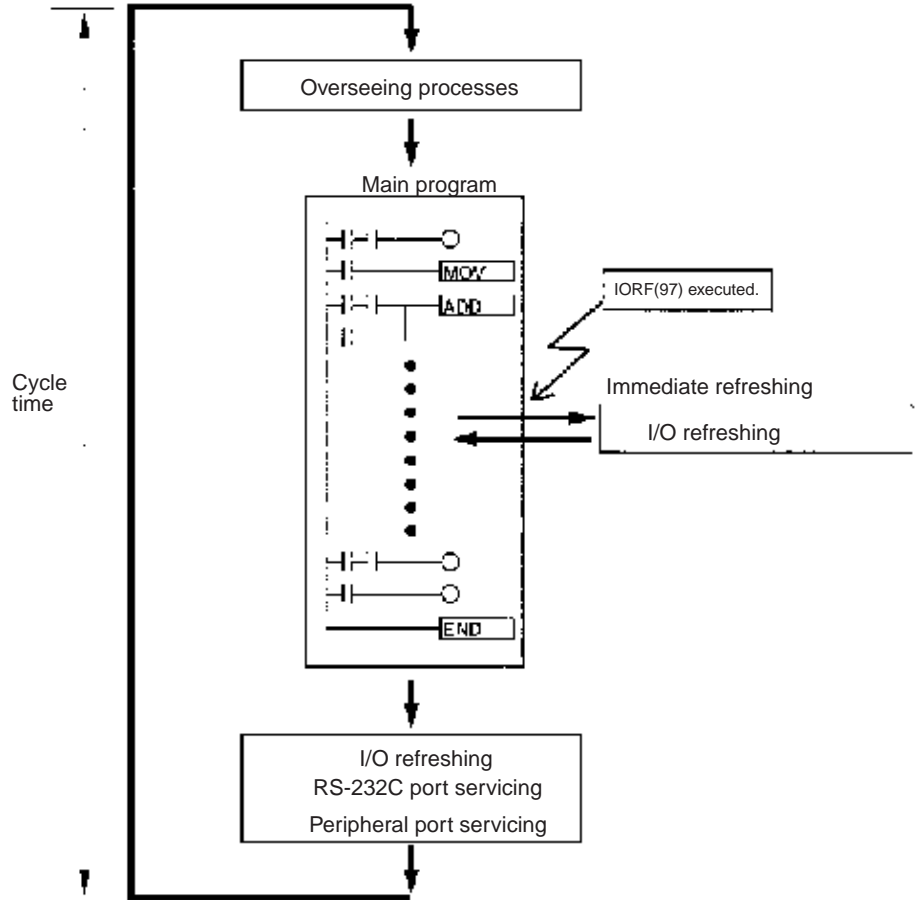 Overseeing processes
Main program
MOV
ADD
IORF(97) executed.
Cycle
time
Immediate refreshing
I/O refreshing
END
I/O refreshing
RS-232C port servicing
Peripheral port servicing